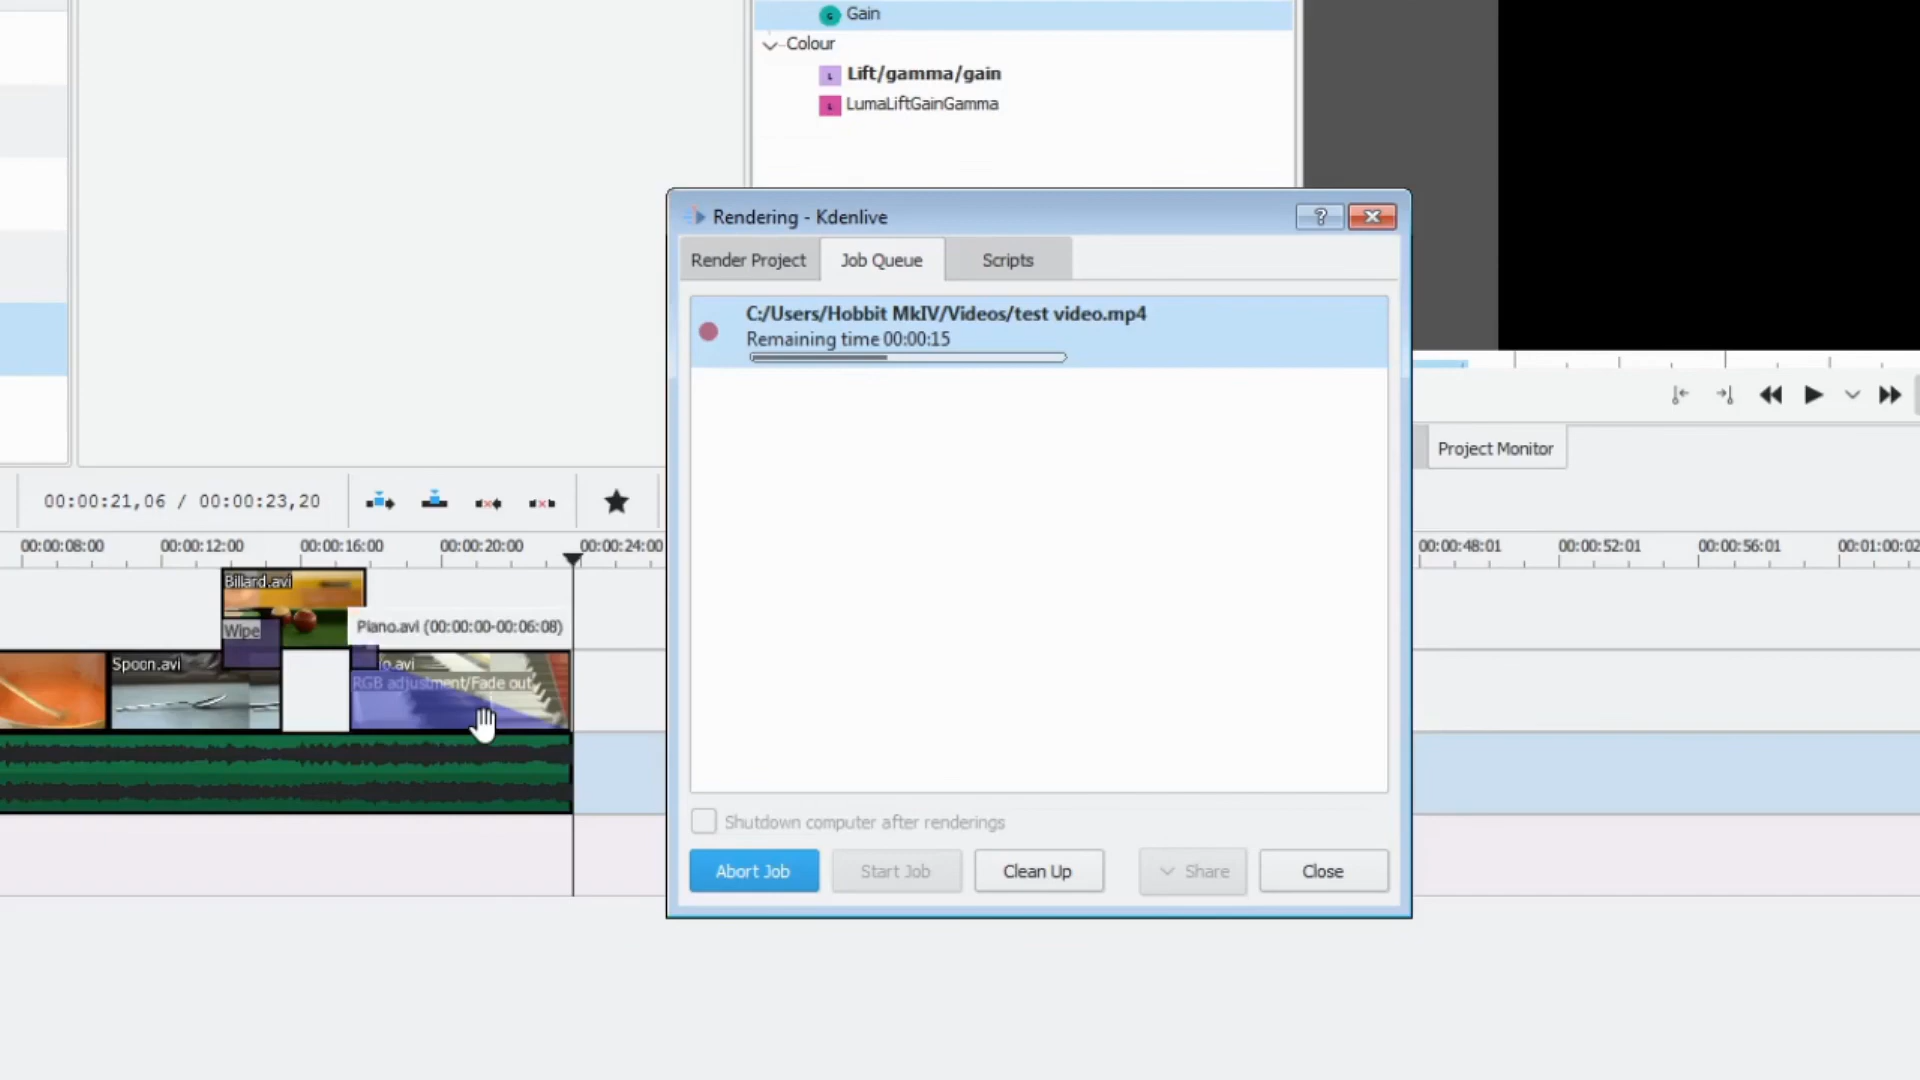 Gain
Colour
Lift/gamma/gain
LumaLiftGainGamma
Rendering - Kdenlive
Render Project
Job Queue
Scripts
C:/Users/Hobbit MkIV/Videos/test video.mp4
Remaining time 00:00:15
Project Monitor
00:00:21,06 / 00:00:23,20
00:00:08:00
00:00:12:00
00:00:16:00
00:00:20:00
00:00:24:00
00:00:48:01
00:00:52:01
00:00:56:01
00:01:00:02
Billard.avi
Wipe
Piano.avi (00:00:00-00:06:08)
Spoon.avi
o.avi
RGB adjustment/Fade out
Shutdown computer after renderings
Abort Job
Start Job
Clean Up
Share
Close